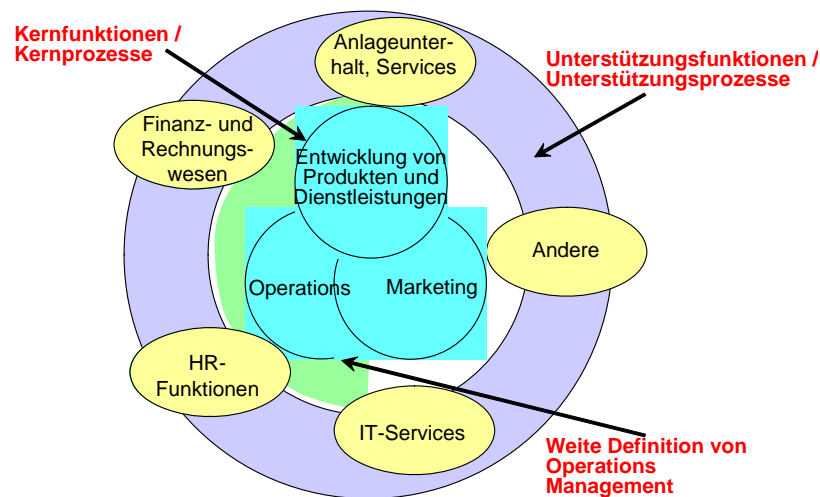 Kernfunktionen /
Kernprozesse
Anlageunter-
halt, Services
Unterstützungsfunktionen /
Unterstützungsprozesse
Finanz- und
Rechnungs-
wesen
Entwicklung von
Produkten und
Dienstleistungen
Andere
Operations
Marketing
HR-
Funktionen
IT-Services
Weite Definition von
Operations
Management